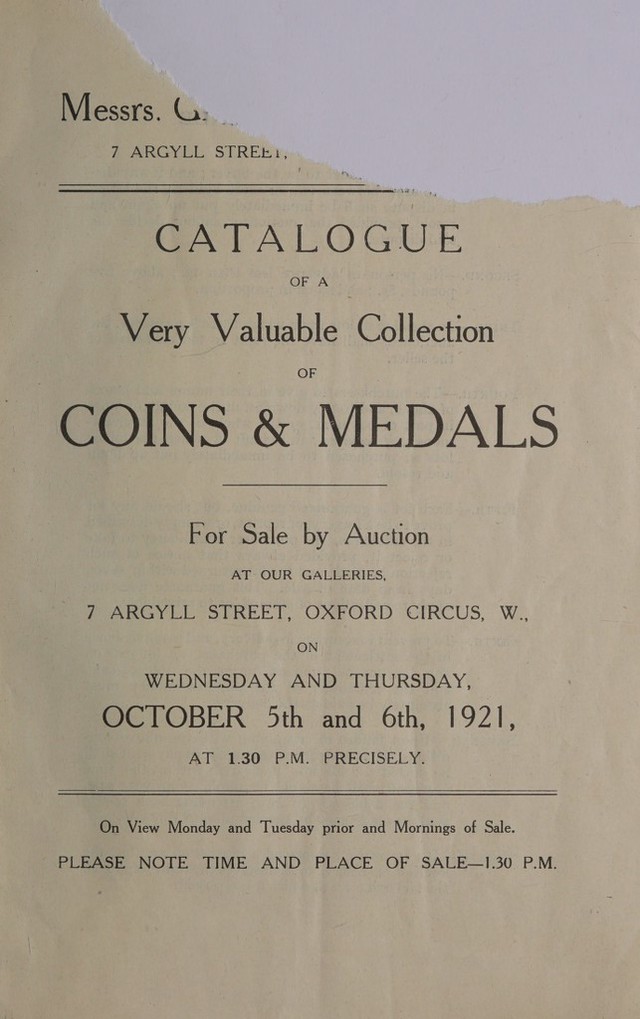 Messrs.
7 ARGYLL STREET,
CATALOGUE
OF A
Very Valuable Collection
OF
COINS & MEDALS
For Sale by Auction
AT OUR GALLERIES,
7 ARGYLL STREET, OXFORD CIRCUS, W.,
ON
WEDNESDAY AND THURSDAY,
OCTOBER 5th and 6th, 1921,
AT 1.30 P.M. PRECISELY.
On View Monday and Tuesday prior and Mornings of Sale.
PLEASE NOTE TIME AND PLACE OF SALE—1.30 P.M.